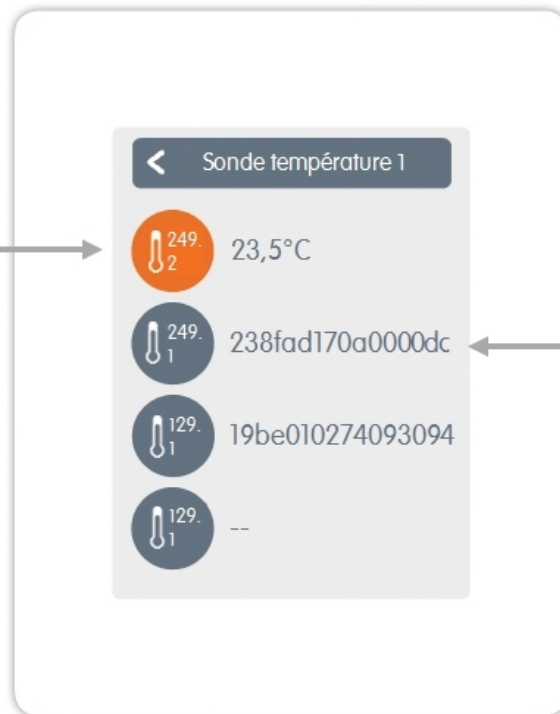 Sonde température 1
249.
2
23,5°C
249.
1
238fad170a0000dc
129.
1
19be010274093094
129.
1
--